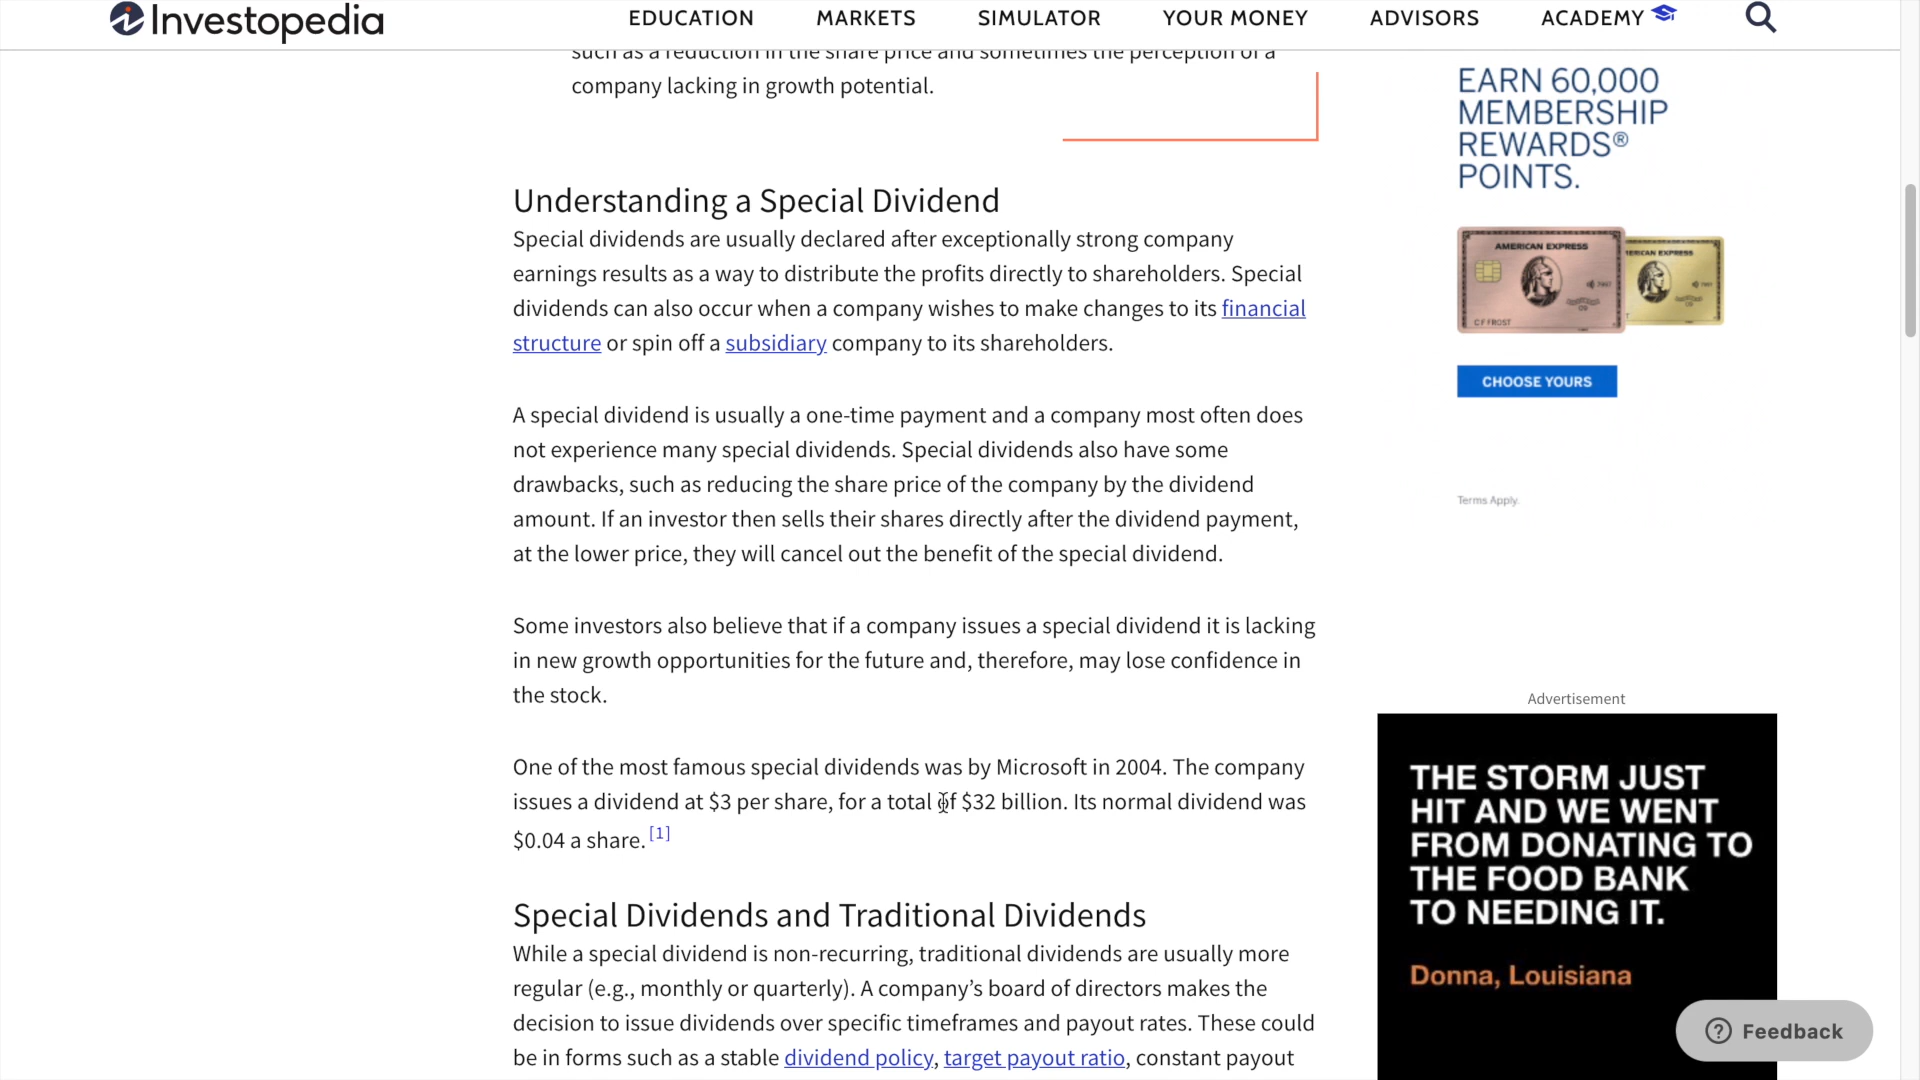 Investopedia
EDUCATION MARKETS SIMULATOR YOUR MONEY ADVISORS ACADEMY
such as a reduction in the share price and sometimes the perception of a
company lacking in growth potential.
Understanding a Special Dividend
Special dividends are usually declared after exceptionally strong company
earnings results as a way to distribute the profits directly to shareholders. Special
dividends can also occur when a company wishes to make changes to its financial
structure or spin off a subsidiary company to its shareholders.
A special dividend is usually a one-time payment and a company most often does
not experience many special dividends. Special dividends also have some
drawbacks, such as reducing the share price of the company by the dividend
amount. If an investor then sells their shares directly after the dividend payment,
at the lower price, they will cancel out the benefit of the special dividend.
Some investors also believe that if a company issues a special dividend it is lacking
in new growth opportunities for the future and, therefore, may lose confidence in
the stock.
One of the most famous special dividends was by Microsoft in 2004. The company
issues a dividend at $3 per share, for a total of $32 billion. Its normal dividend was
$0.04 a share. [1]
Special Dividends and Traditional Dividends
While a special dividend is non-recurring, traditional dividends are usually more
regular (e.g., monthly or quarterly). A company’s board of directors makes the
decision to issue dividends over specific timeframes and payout rates. These could
be in forms such as a stable dividend policy, target payout ratio, constant payout
EARN 60,000
MEMBERSHIP
REWARDS®
POINTS.
AMERICAN EXPRESS
C F FROST
CHOOSE YOURS
Terms Apply.
Advertisement
THE STORM JUST
HIT AND WE WENT
FROM DONATING TO
THE FOOD BANK
TO NEEDING IT.
Donna, Louisiana
Feedback